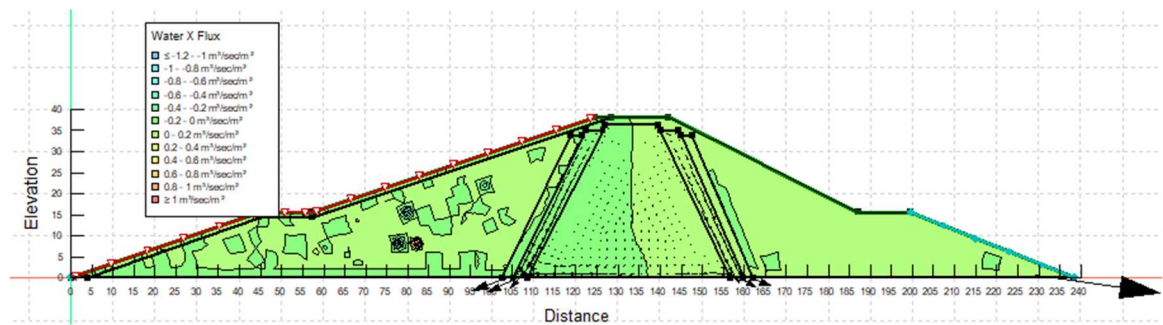 Water X Flux
≤ -1.2 - -1 m³/sec/m²
-1 - -0.8 m³/sec/m²
-0.8 - -0.6 m³/sec/m²
-0.6 - -0.4 m³/sec/m²
-0.4 - -0.2 m³/sec/m²
-0.2 - 0 m³/sec/m²
0 - 0.2 m³/sec/m²
0.2 - 0.4 m³/sec/m²
0.4 - 0.6 m³/sec/m²
0.6 - 0.8 m³/sec/m²
0.8 - 1 m³/sec/m²
≥ 1 m³/sec/m²
Elevation
40
35
30
25
20
15
10
5
0
0 5 10 15 20 25 30 35 40 45 50 55 60 65 70 75 80 85 90 95 105 110 115 120 125 130 135 140 145 150 155 160 165 170 175 180 185 190 195 200 205 210 215 220 225 230 235 240
Distance